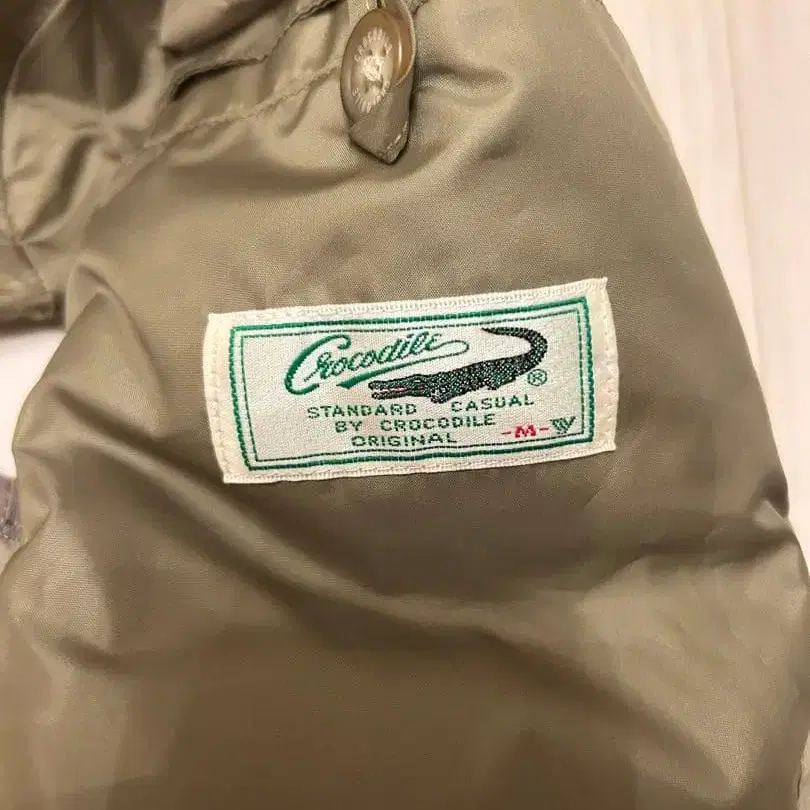 Crocodile
®
STANDARD CASUAL
BY CROCODILE
ORIGINAL -M- W